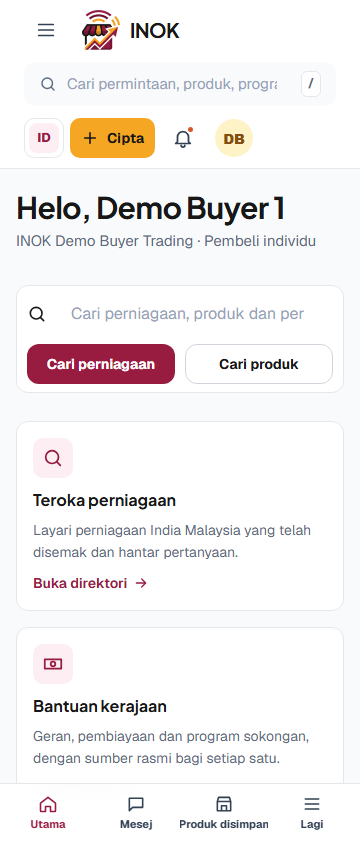 INOK
Cari permintaan, produk, progra
/
ID
Cipta
DB
Helo, Demo Buyer 1
INOK Demo Buyer Trading · Pembeli individu
Cari perniagaan, produk dan per
Cari perniagaan
Cari produk
Teroka perniagaan
Layari perniagaan India Malaysia yang telah
disemak dan hantar pertanyaan.
Buka direktori →
Bantuan kerajaan
Geran, pembiayaan dan program sokongan,
dengan sumber rasmi bagi setiap satu.
Utama
Mesej
Produk disimpan
Lagi